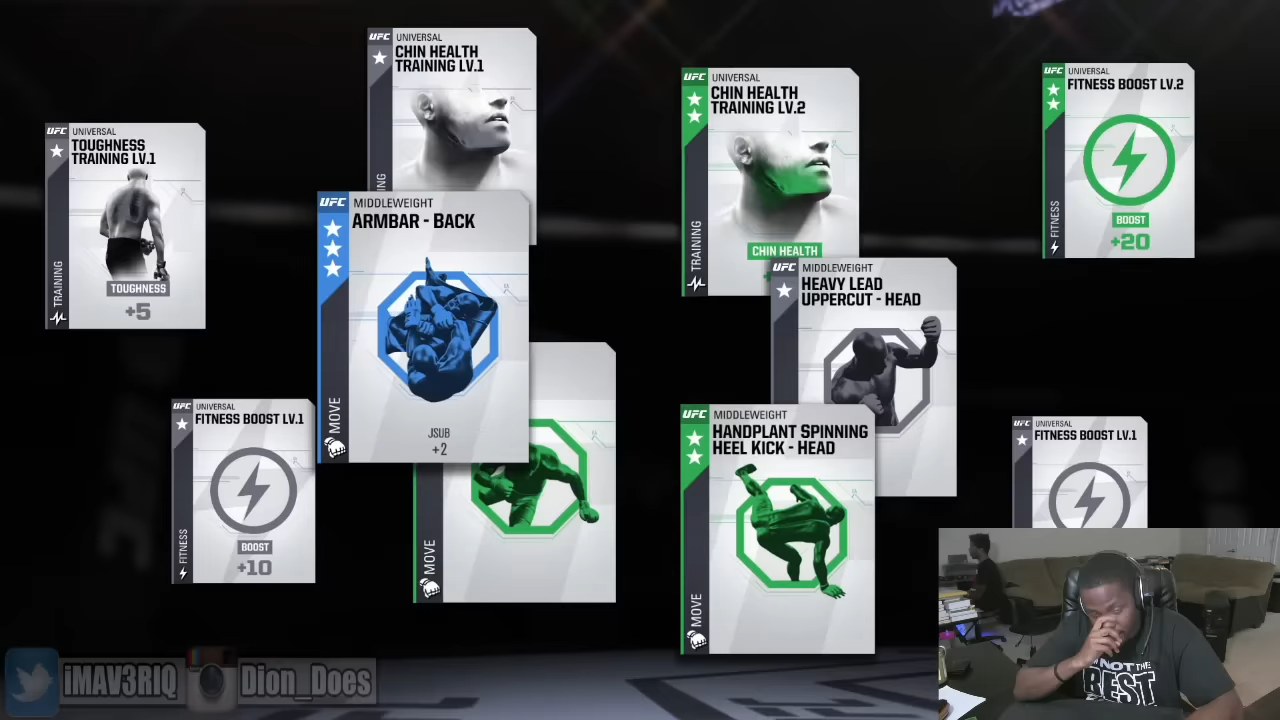 UFC UNIVERSAL
CHIN HEALTH
TRAINING LV.1
UFC UNIVERSAL
CHIN HEALTH
TRAINING LV.2
TRAINING
CHIN HEALTH
UFC UNIVERSAL
FITNESS BOOST LV.2
FITNESS
BOOST
+20
UFC UNIVERSAL
TOUGHNESS
TRAINING LV.1
TRAINING
TOUGHNESS
+5
UFC MIDDLEWEIGHT
ARMBAR - BACK
MOVE
JSUB
+2
UFC MIDDLEWEIGHT
HEAVY LEAD
UPPERCUT - HEAD
UFC UNIVERSAL
FITNESS BOOST LV.1
FITNESS
BOOST
+10
MOVE
UFC MIDDLEWEIGHT
HANDPLANT SPINNING
HEEL KICK - HEAD
MOVE
UFC UNIVERSAL
FITNESS BOOST LV.1
iMAV3RIQ
Dion_Does
I'M NOT THE
BEST